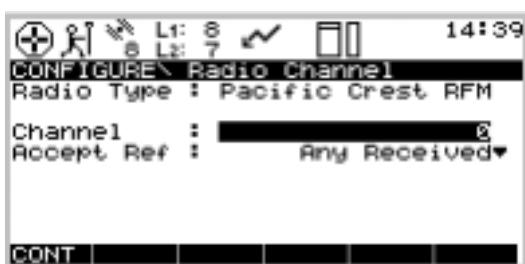 L1: 8 14:39
8 L2: 7
CONFIGURE\ Radio Channel
Radio Type : Pacific Crest RFM
Channel : 0
Accept Ref : Any Received
CONT